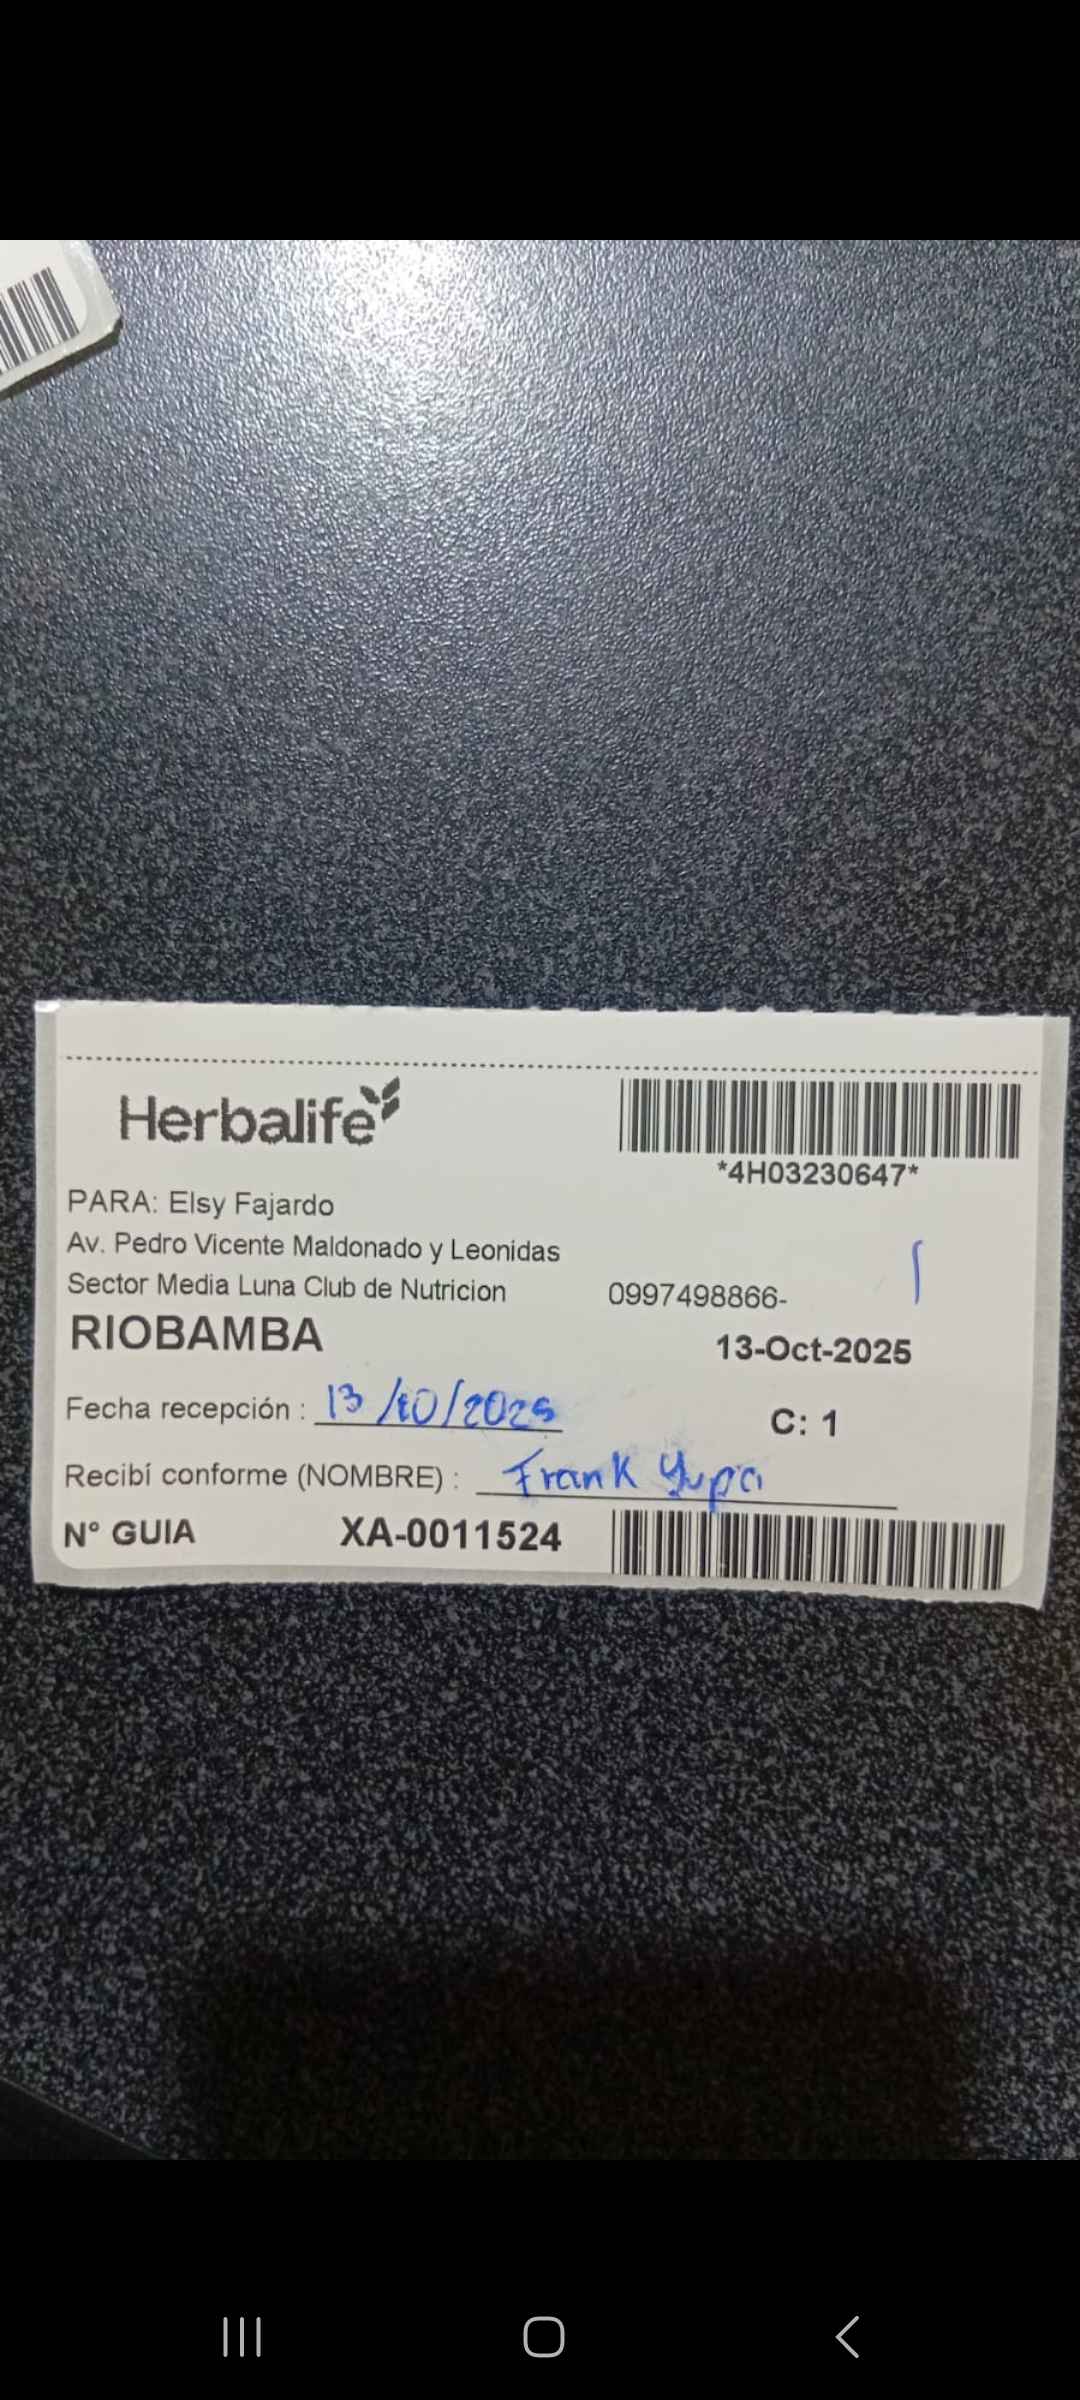 Herbalife
*4H03230647*
PARA: Elsy Fajardo
Av. Pedro Vicente Maldonado y Leonidas
Sector Media Luna Club de Nutricion 0997498866-
RIOBAMBA 13-Oct-2025
Fecha recepción : 13/10/2025
C: 1
Recibí conforme (NOMBRE) : Frank Yupa
N° GUIA XA-0011524